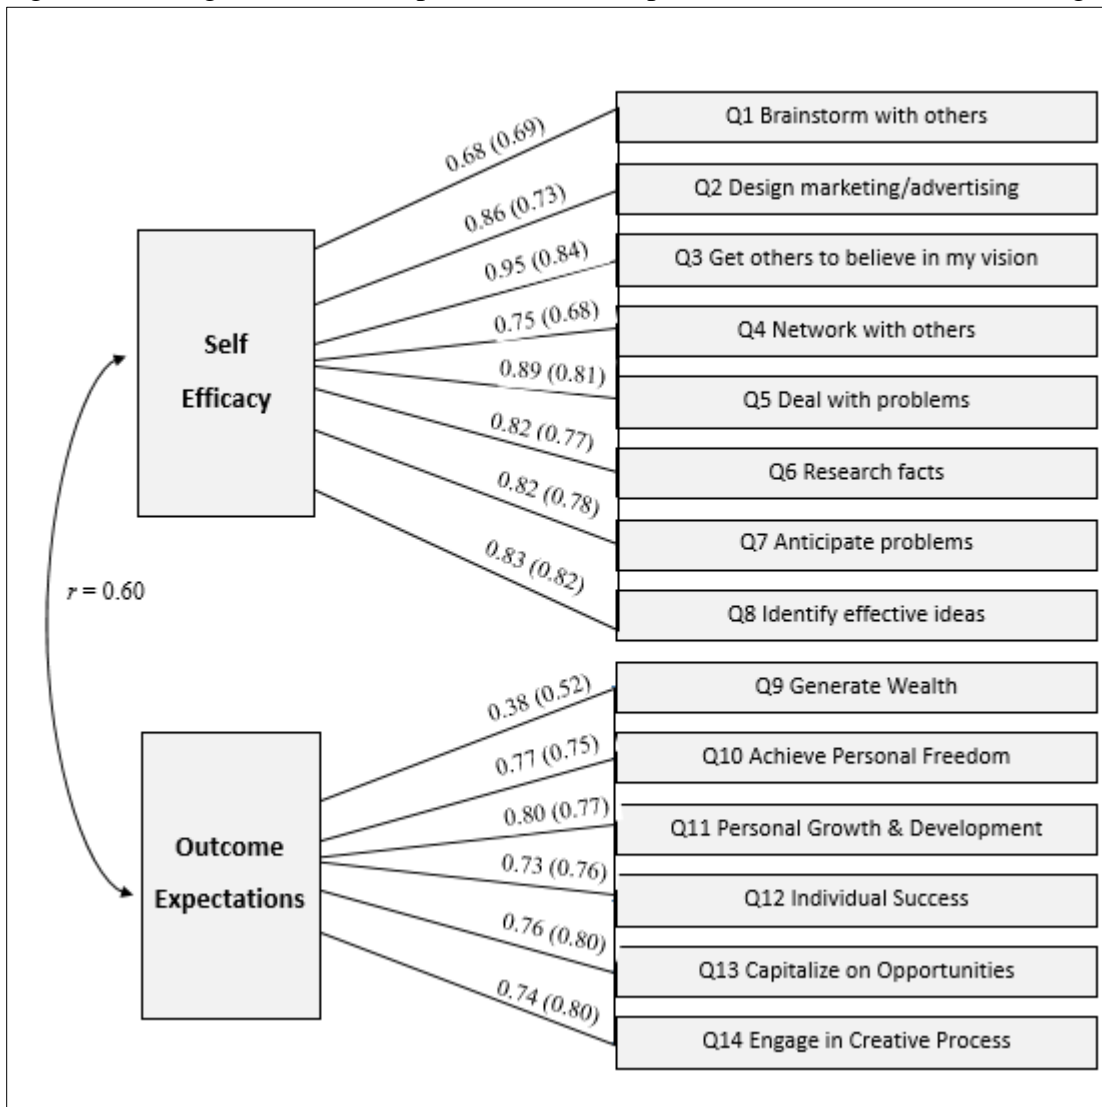 0.68 (0.69)
Q1 Brainstorm with others
0.86 (0.73)
Q2 Design marketing/advertising
0.95 (0.84)
Q3 Get others to believe in my vision
0.75 (0.68)
Q4 Network with others
Self
Efficacy
0.89 (0.81)
Q5 Deal with problems
0.82 (0.77)
Q6 Research facts
0.82 (0.78)
Q7 Anticipate problems
0.83 (0.82)
Q8 Identify effective ideas
r = 0.60
0.38 (0.52)
Q9 Generate Wealth
0.77 (0.75)
Q10 Achieve Personal Freedom
0.80 (0.77)
Q11 Personal Growth & Development
Outcome
Expectations
0.73 (0.76)
Q12 Individual Success
0.76 (0.80)
Q13 Capitalize on Opportunities
0.74 (0.80)
Q14 Engage in Creative Process